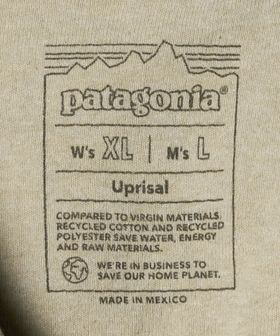 patagonia®
W's XL | M's L
Uprisal
COMPARED TO VIRGIN MATERIALS,
RECYCLED COTTON AND RECYCLED
POLYESTER SAVE WATER, ENERGY
AND RAW MATERIALS.
WE'RE IN BUSINESS TO
SAVE OUR HOME PLANET.
MADE IN MEXICO